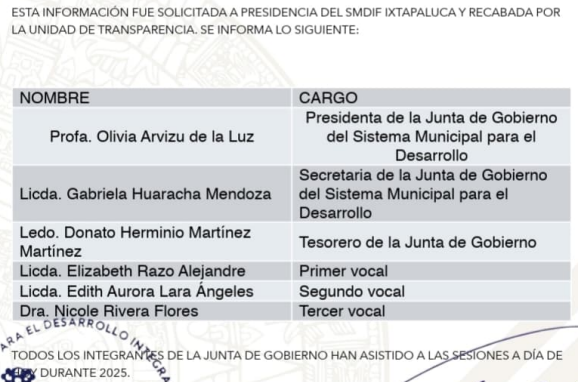 ESTA INFORMACIÓN FUE SOLICITADA A PRESIDENCIA DEL SMDIF IXTAPALUCA Y RECABADA POR
LA UNIDAD DE TRANSPARENCIA. SE INFORMA LO SIGUIENTE:
NOMBRE CARGO
Profa. Olivia Arvizu de la Luz
Presidenta de la Junta de Gobierno
del Sistema Municipal para el
Desarrollo
Licda. Gabriela Huaracha Mendoza
Secretaria de la Junta de Gobierno
del Sistema Municipal para el
Desarrollo
Ledo. Donato Herminio Martínez
Martínez
Tesorero de la Junta de Gobierno
Licda. Elizabeth Razo Alejandre Primer vocal
Licda. Edith Aurora Lara Ángeles Segundo vocal
Dra. Nicole Rivera Flores Tercer vocal
ARA EL DESARROLLO INTEGRA
TODOS LOS INTEGRANTES DE LA JUNTA DE GOBIERNO HAN ASISTIDO A LAS SESIONES A DÍA DE
HOY DURANTE 2025.